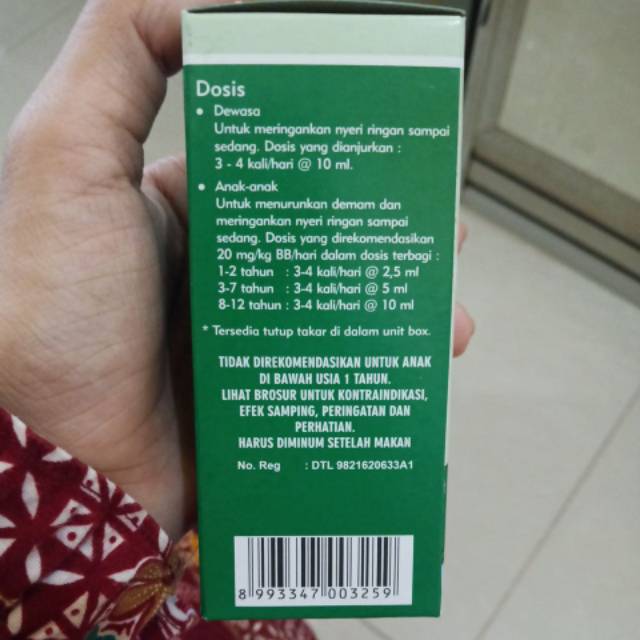 Dosis
• Dewasa
Untuk meringankan nyeri ringan sampai
sedang. Dosis yang dianjurkan :
3 - 4 kali/hari @ 10 ml.
• Anak-anak
Untuk menurunkan demam dan
meringankan nyeri ringan sampai
sedang. Dosis yang direkomendasikan
20 mg/kg BB/hari dalam dosis terbagi :
1-2 tahun : 3-4 kali/hari @ 2,5 ml
3-7 tahun : 3-4 kali/hari @ 5 ml
8-12 tahun : 3-4 kali/hari @ 10 ml
* Tersedia tutup takar di dalam unit box.
TIDAK DIREKOMENDASIKAN UNTUK ANAK
DI BAWAH USIA 1 TAHUN.
LIHAT BROSUR UNTUK KONTRAINDIKASI,
EFEK SAMPING, PERINGATAN DAN
PERHATIAN.
HARUS DIMINUM SETELAH MAKAN
No. Reg : DTL 9821620633A1
8 993347 003259